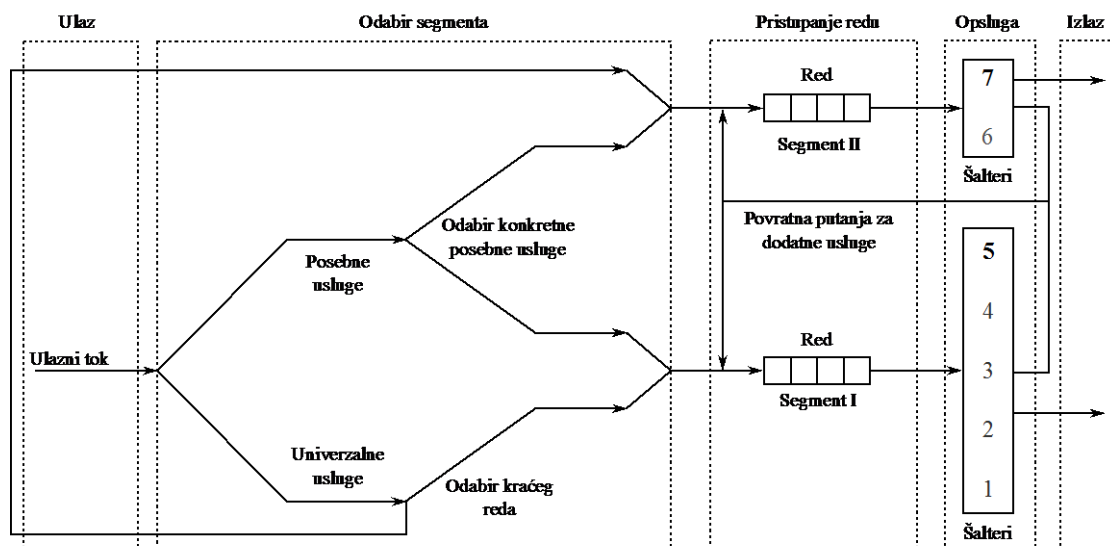 Ulaz
Odabir segmenta
Pristupanje redu
Opsluga
Izlaz
Red
7
6
Segment II
Šalteri
Odabir konkretne
posebne usluge
Povratna putanja za
dodatne usluge
Posebne
usluge
5
4
Red
Ulazni tok
3
Segment I
2
Univerzalne
usluge
Odabir kraćeg
reda
1
Šalteri